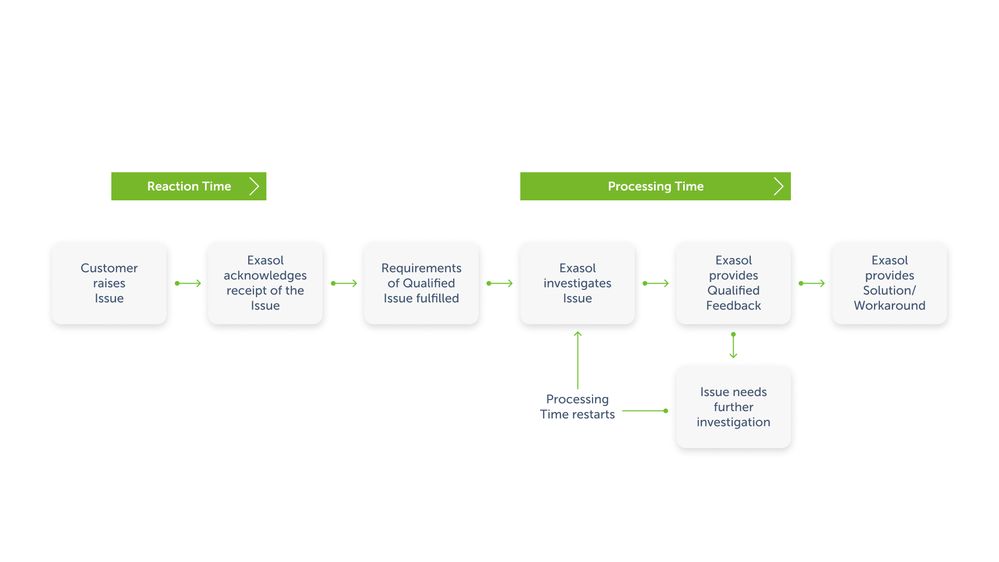 Reaction Time
Processing Time
Customer
raises
Issue
Exasol
acknowledges
receipt of the
Issue
Requirements
of Qualified
Issue fulfilled
Exasol
investigates
Issue
Exasol
provides
Qualified
Feedback
Exasol
provides
Solution/
Workaround
Processing
Time restarts
Issue needs
further
investigation